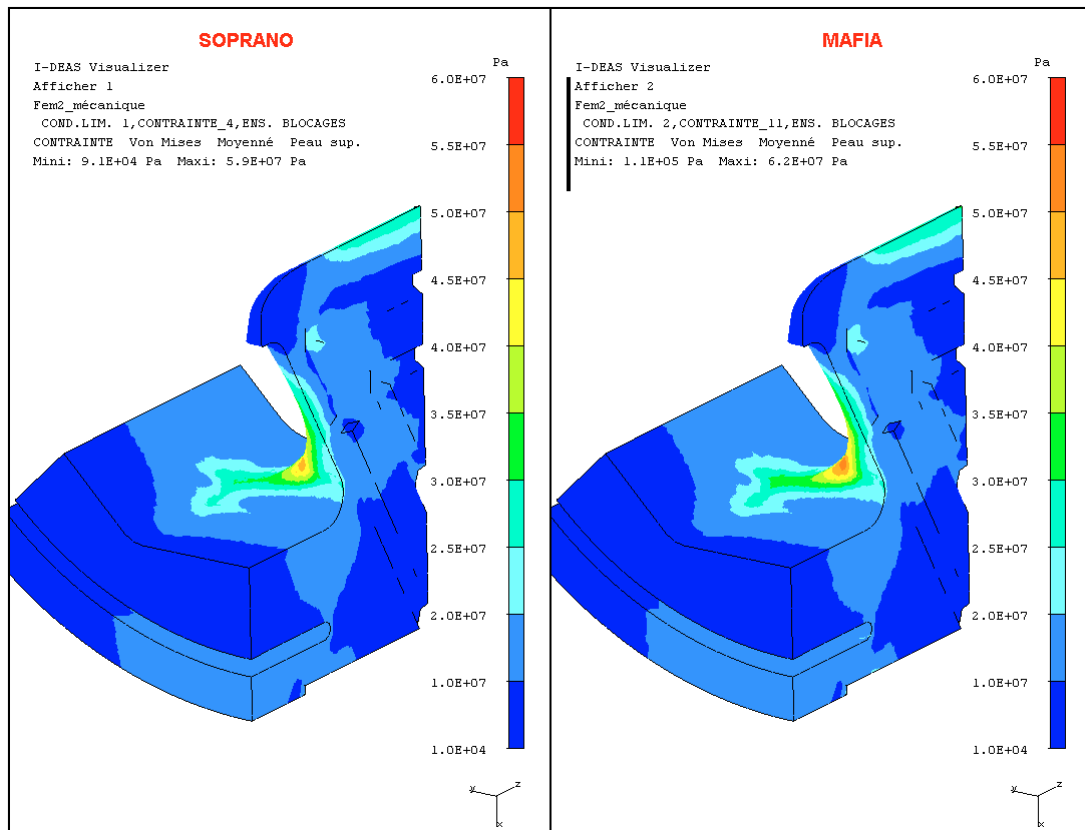 SOPRANO
I-DEAS Visualizer
Afficher 1
Fem2_mécanique
COND.LIM. 1,CONTRAINTE_4,ENS. BLOCAGES
CONTRAINTE Von Mises Moyenné Peau sup.
Mini: 9.1E+04 Pa Maxi: 5.9E+07 Pa
Pa
6.0E+07
5.5E+07
5.0E+07
4.5E+07
4.0E+07
3.5E+07
3.0E+07
2.5E+07
2.0E+07
1.0E+07
1.0E+04
y
z
x
MAFIA
I-DEAS Visualizer
Afficher 2
Fem2_mécanique
COND.LIM. 2,CONTRAINTE_11,ENS. BLOCAGES
CONTRAINTE Von Mises Moyenné Peau sup.
Mini: 1.1E+05 Pa Maxi: 6.2E+07 Pa
Pa
6.0E+07
5.5E+07
5.0E+07
4.5E+07
4.0E+07
3.5E+07
3.0E+07
2.5E+07
2.0E+07
1.0E+07
1.0E+04
y
z
x